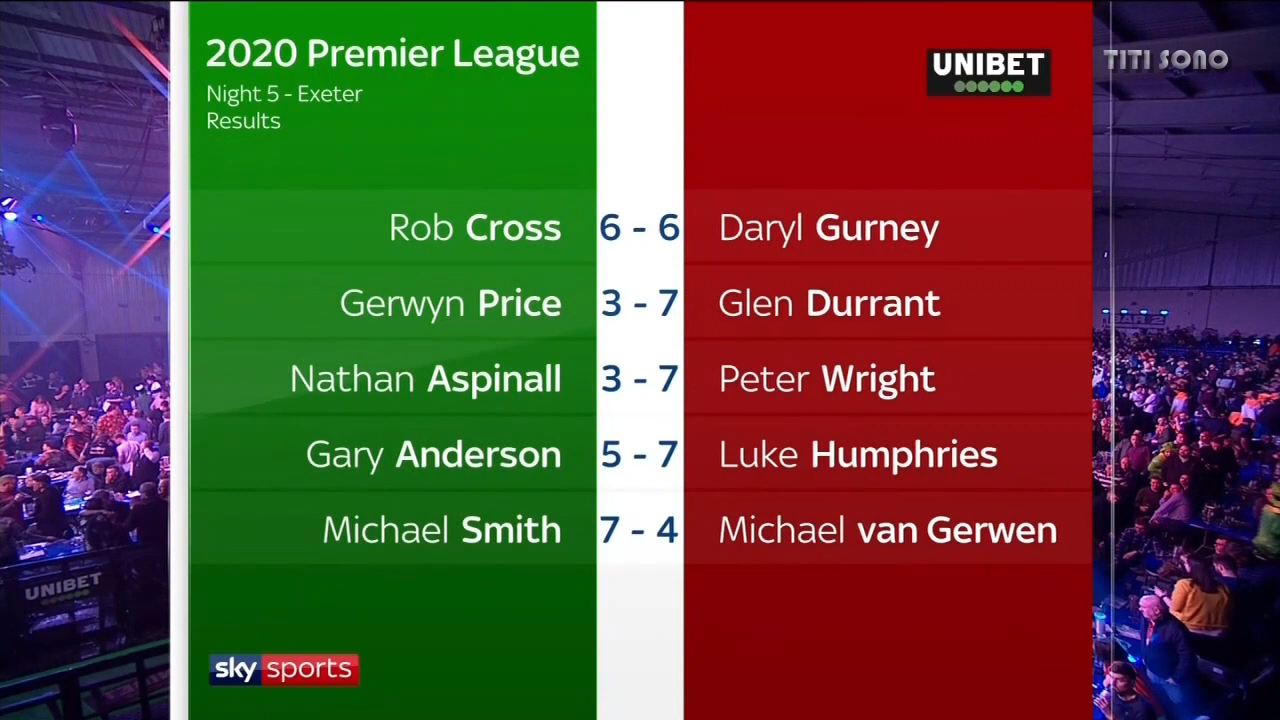 2020 Premier League
Night 5 - Exeter
Results
UNIBET
TITI SONO
Rob Cross 6 - 6 Daryl Gurney
Gerwyn Price 3 - 7 Glen Durrant
Nathan Aspinall 3 - 7 Peter Wright
Gary Anderson 5 - 7 Luke Humphries
Michael Smith 7 - 4 Michael van Gerwen
UNIBET
sky sports